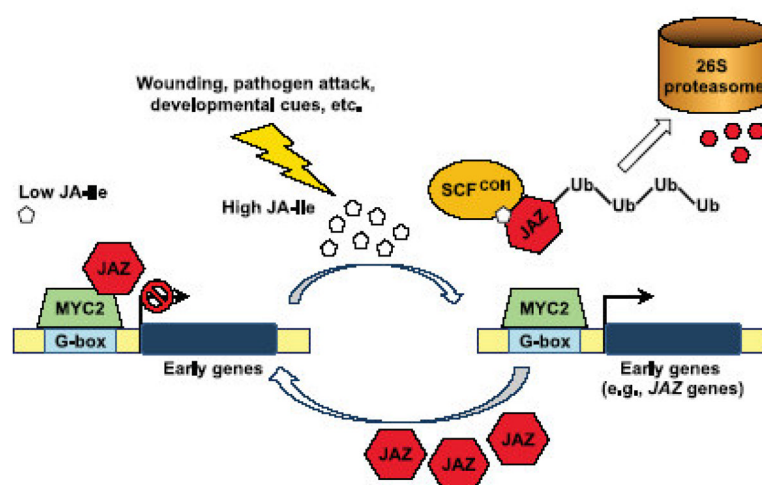 26S
proteasome
Wounding, pathogen attack,
developmental cues, etc.
Low JA-Ile
High JA-Ile
SCF^COI1
JAZ
Ub
Ub
Ub
Ub
JAZ
MYC2
G-box
Early genes
MYC2
G-box
Early genes
(e.g., JAZ genes)
JAZ
JAZ
JAZ